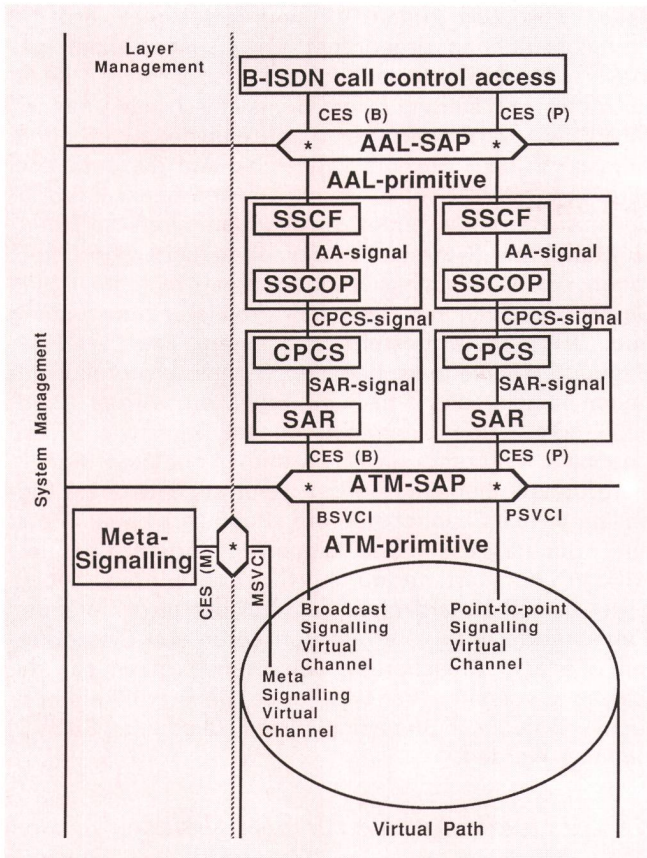 Layer
Management
B-ISDN call control access
CES (B)
CES (P)
* AAL-SAP *
AAL-primitive
SSCF
SSCF
AA-signal
AA-signal
SSCOP
SSCOP
CPCS-signal
CPCS-signal
CPCS
CPCS
SAR-signal
SAR-signal
SAR
SAR
CES (B)
CES (P)
* ATM-SAP *
System Management
BSVCI
PSVCI
Meta-
Signalling
*
CES (M)
MSVCI
ATM-primitive
Broadcast
Signalling
Virtual
Channel
Point-to-point
Signalling
Virtual
Channel
Meta
Signalling
Virtual
Channel
Virtual Path